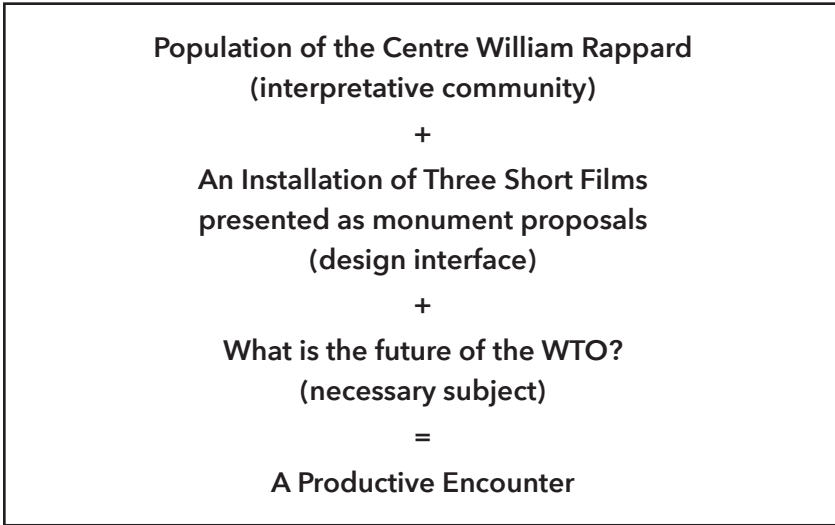 Population of the Centre William Rappard
(interpretative community)
+
An Installation of Three Short Films
presented as monument proposals
(design interface)
+
What is the future of the WTO?
(necessary subject)
=
A Productive Encounter